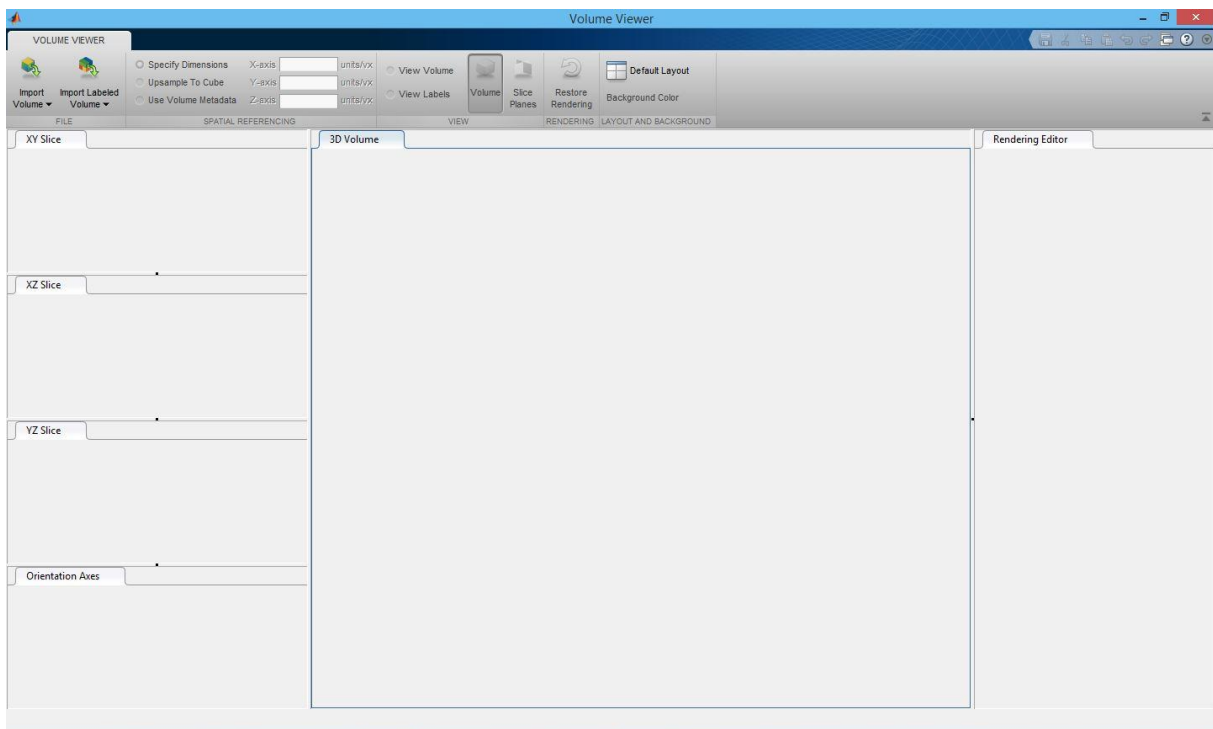 Volume Viewer
VOLUME VIEWER
Specify Dimensions X-axis units/vx
Upsample To Cube Y-axis units/vx
Use Volume Metadata Z-axis units/vx
Import Volume
Import Labeled Volume
View Volume
View Labels
Volume
Slice Planes
Restore Rendering
Default Layout
Background Color
FILE SPATIAL REFERENCING VIEW RENDERING LAYOUT AND BACKGROUND
XY Slice
3D Volume
Rendering Editor
XZ Slice
YZ Slice
Orientation Axes